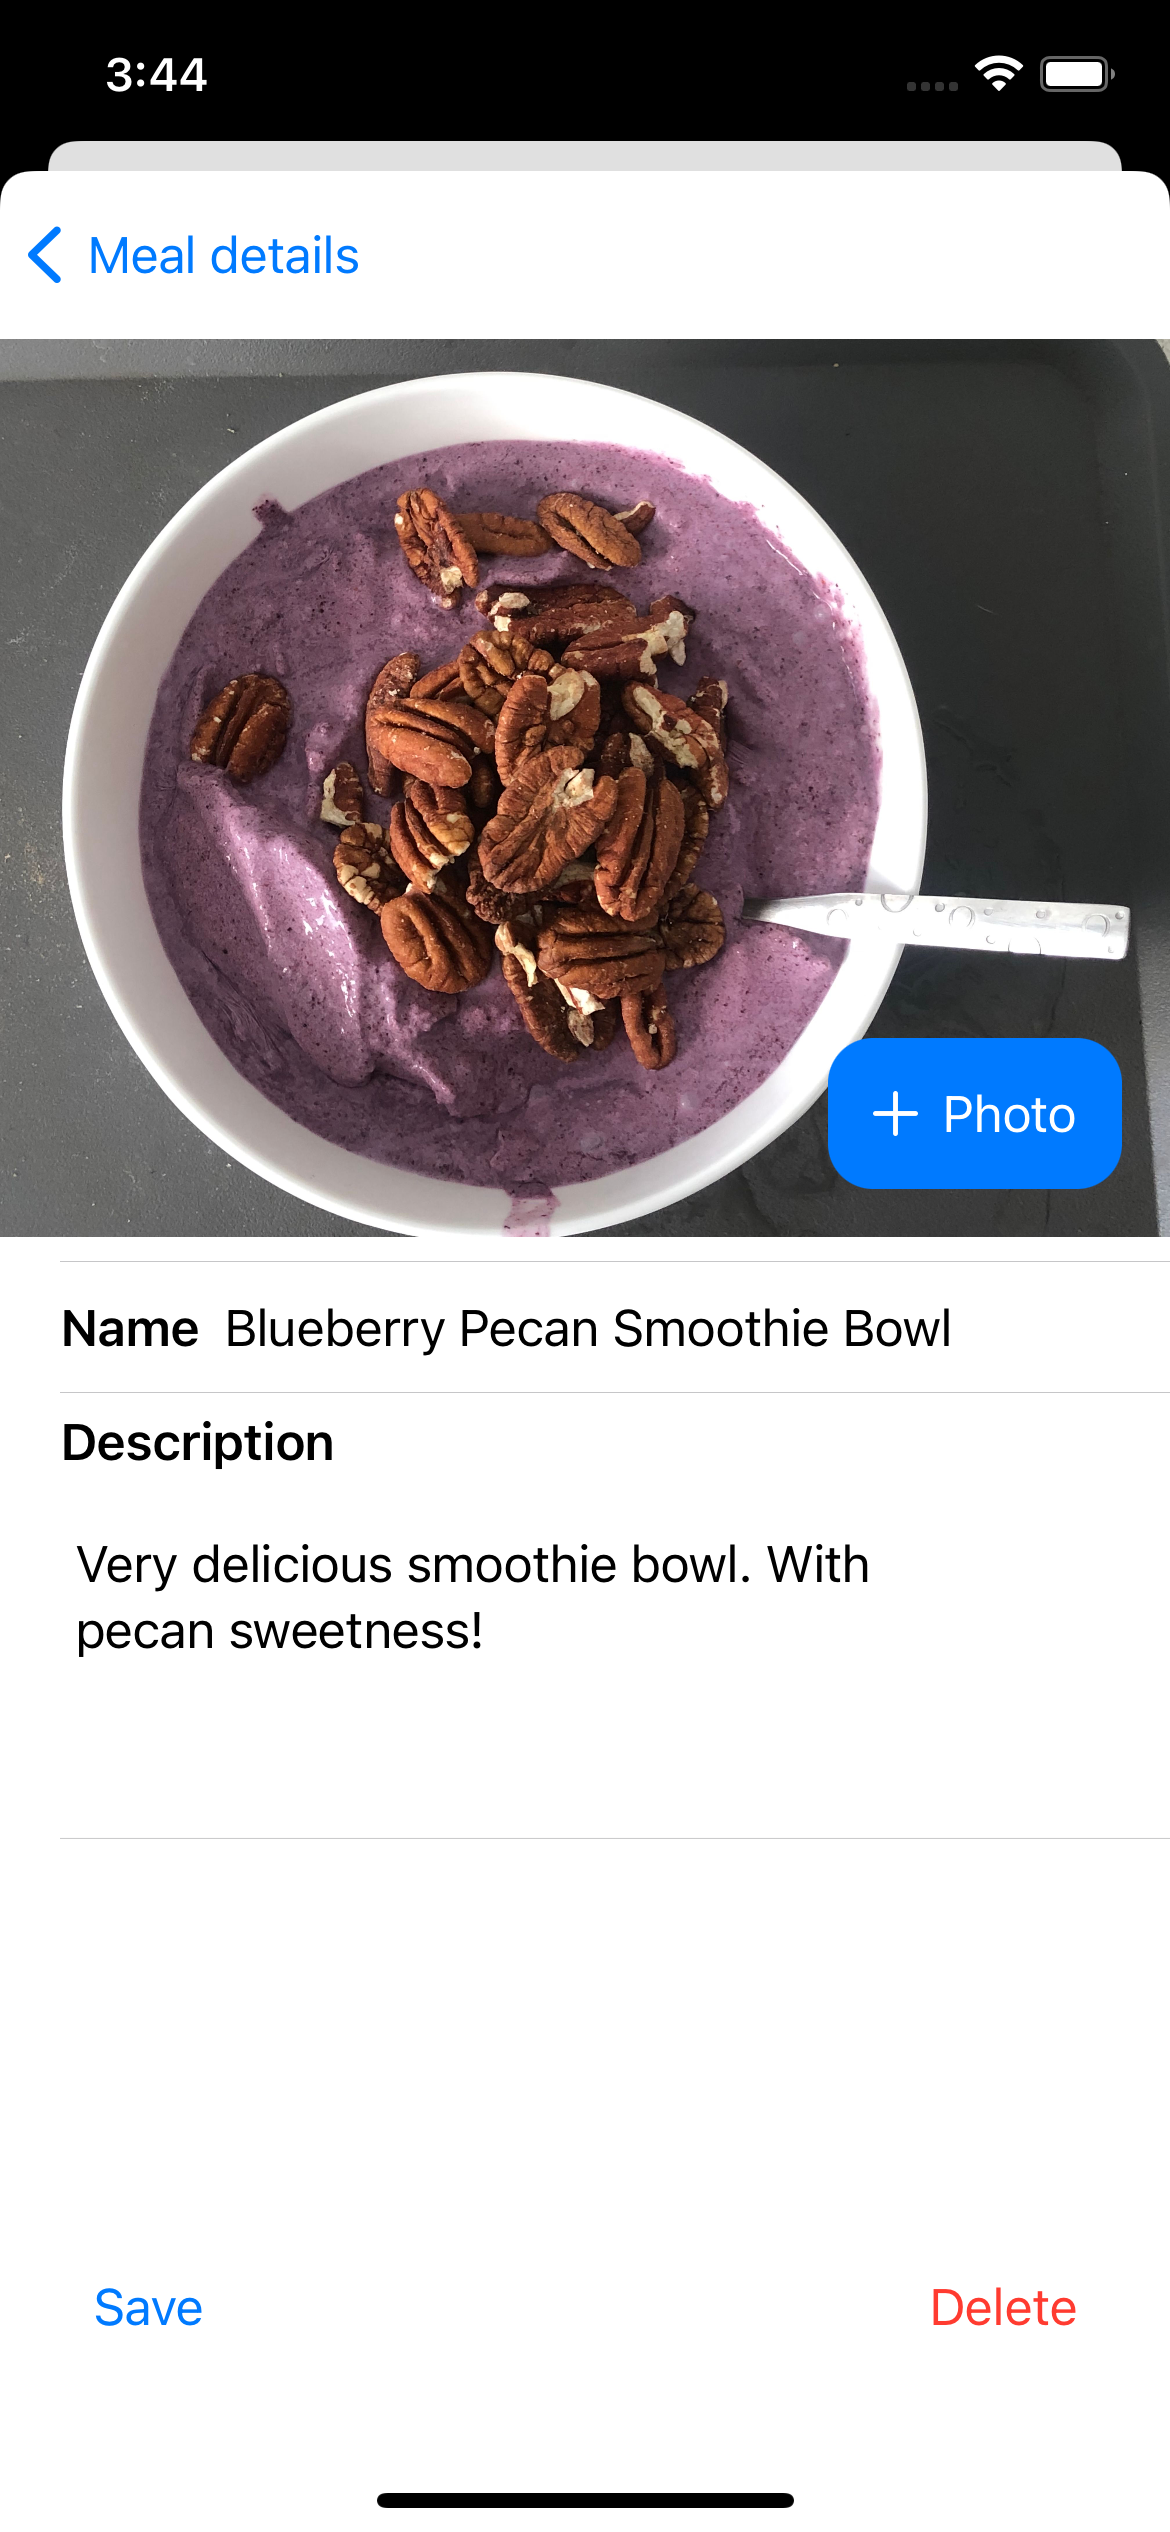 3:44
Meal details
+ Photo
Name Blueberry Pecan Smoothie Bowl
Description
Very delicious smoothie bowl. With
pecan sweetness!
Save
Delete